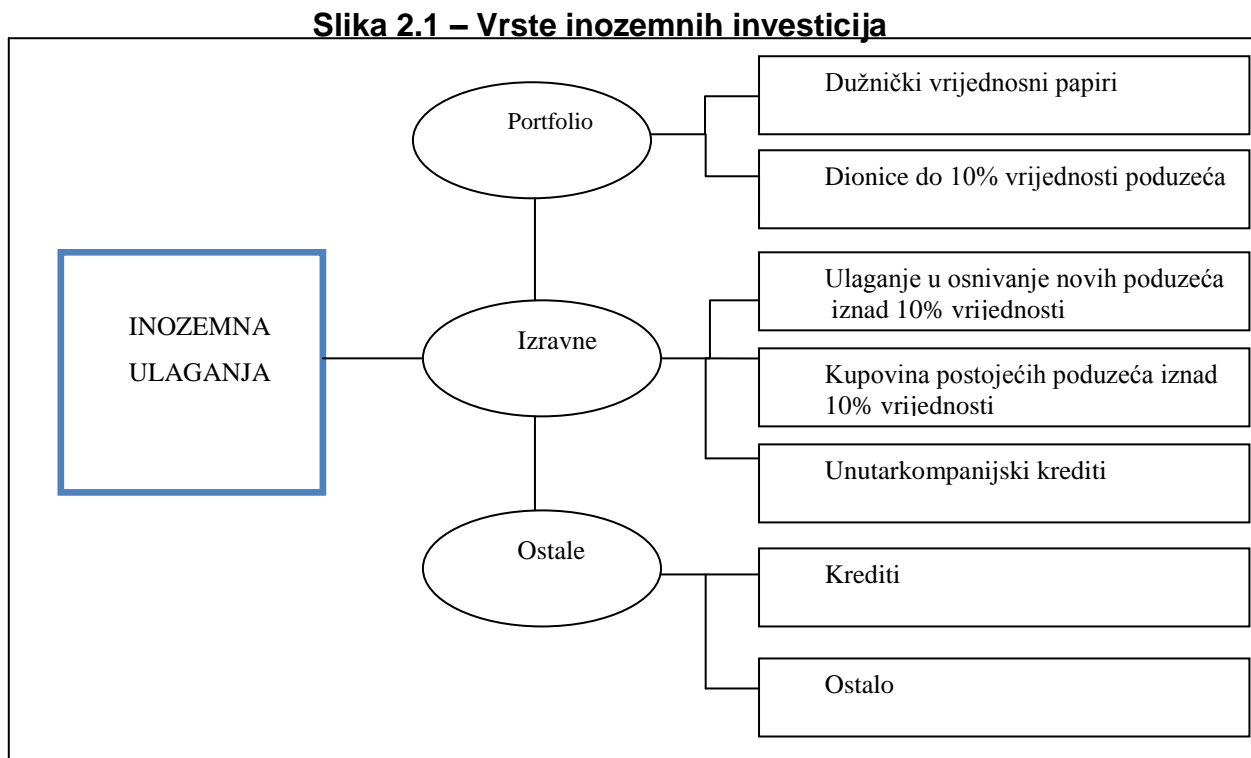 Slika 2.1 – Vrste inozemnih investicija
INOZEMNA
ULAGANJA
Portfolio
Dužnički vrijednosni papiri
Dionice do 10% vrijednosti poduzeća
Izravne
Ulaganje u osnivanje novih poduzeća
iznad 10% vrijednosti
Kupovina postojećih poduzeća iznad
10% vrijednosti
Unutarkompanijski krediti
Ostale
Krediti
Ostalo